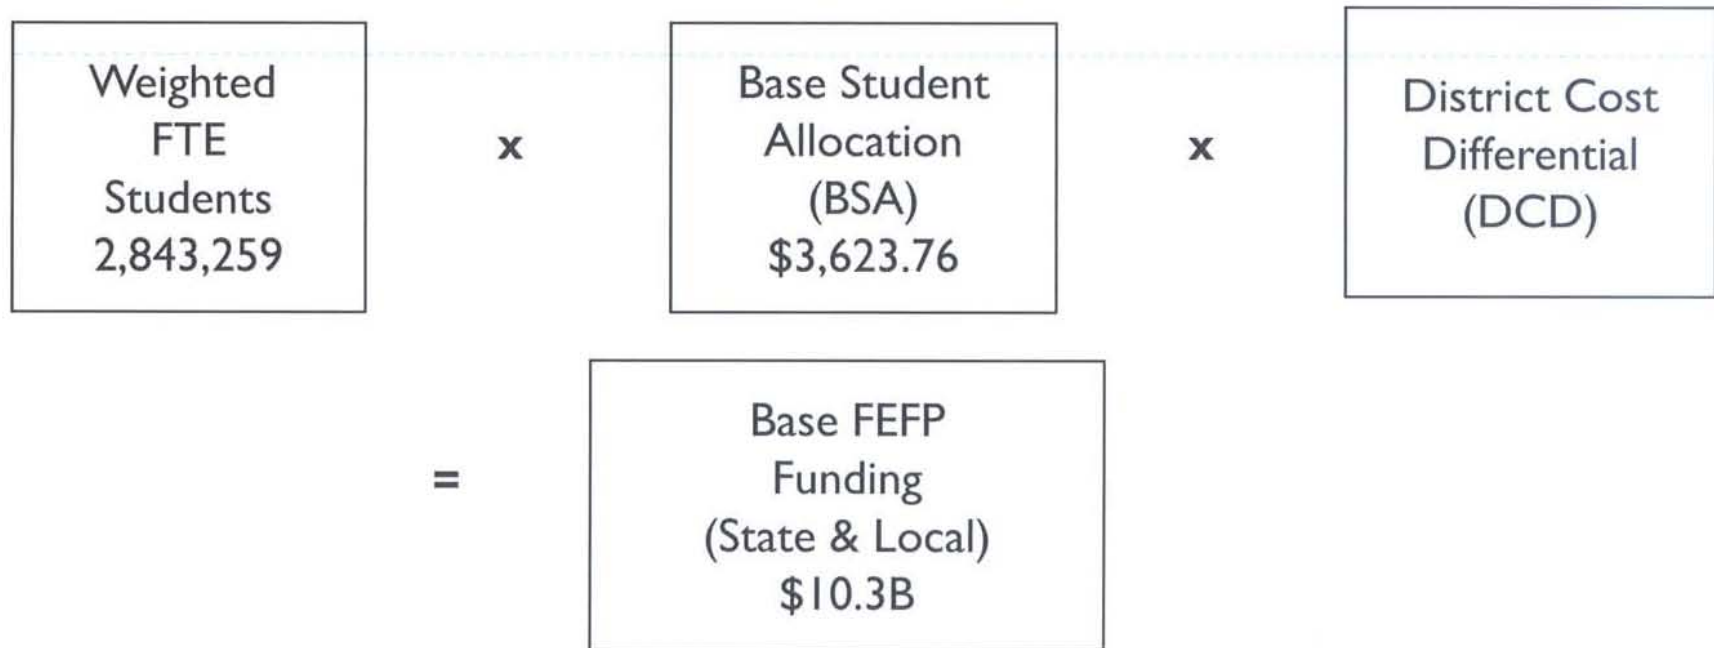 Weighted
FTE
Students
2,843,259
x
Base Student
Allocation
(BSA)
$3,623.76
x
District Cost
Differential
(DCD)
=
Base FEFP
Funding
(State & Local)
$10.3B